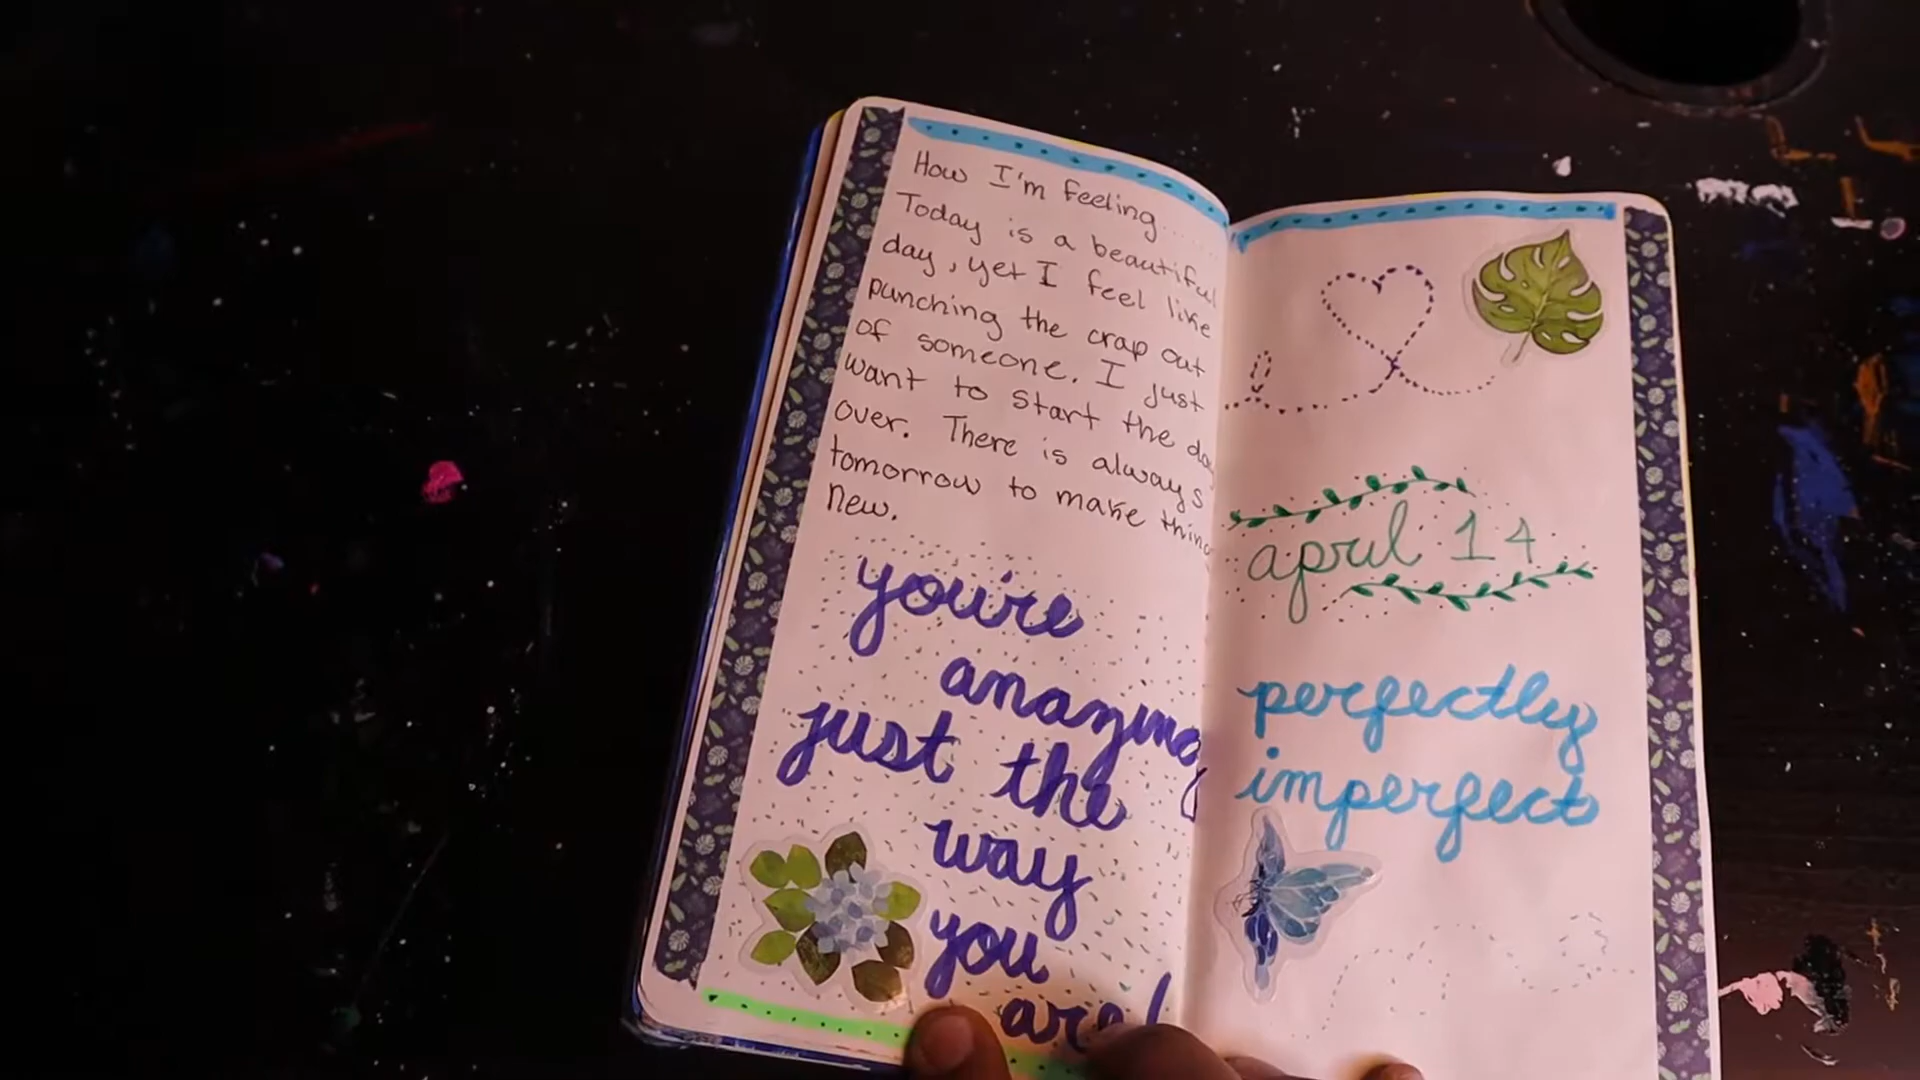 How I'm feeling.....
Today is a beautiful
day, yet I feel like
punching the crap out
of someone. I just
want to start the day
over. There is always
tomorrow to make thing
New.
you're
amazing
just the
way
you
are!
april 14
perfectly
imperfect